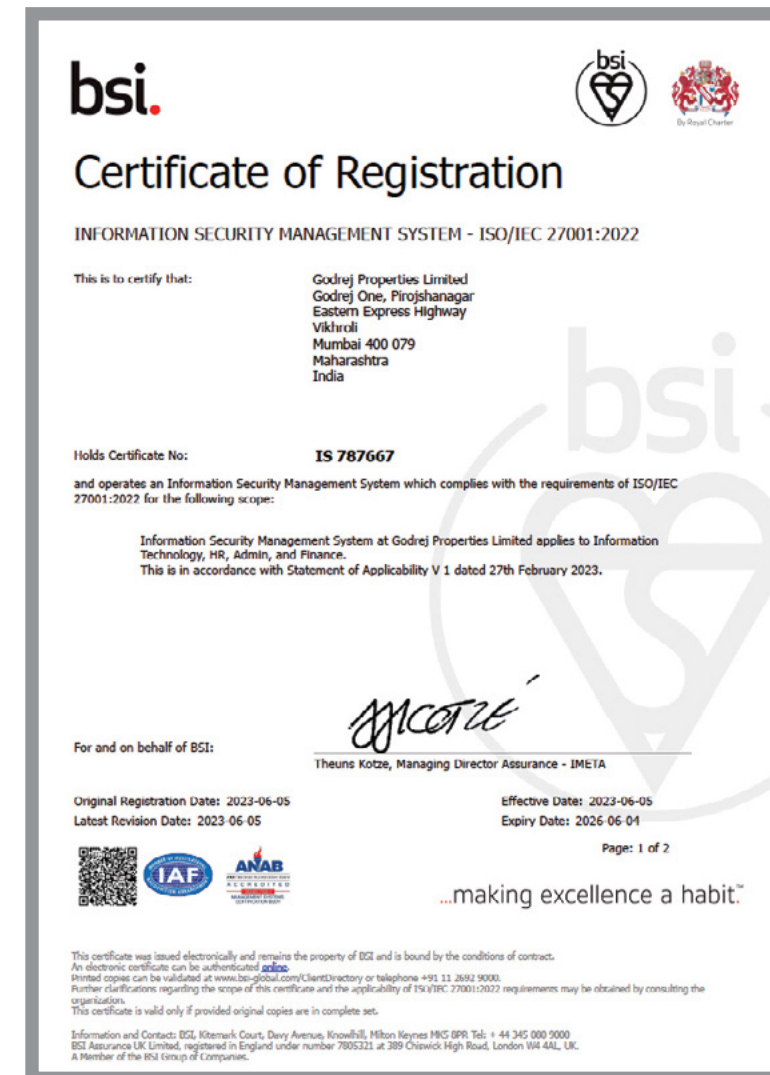 bsi.
bsi
By Royal Charter
Certificate of Registration
INFORMATION SECURITY MANAGEMENT SYSTEM - ISO/IEC 27001:2022
This is to certify that:
Godrej Properties Limited
Godrej One, Pirojshanagar
Eastern Express Highway
Vikhroli
Mumbai 400 079
Maharashtra
India
bsi
Holds Certificate No:
IS 787667
and operates an Information Security Management System which complies with the requirements of ISO/IEC
27001:2022 for the following scope:
Information Security Management System at Godrej Properties Limited applies to Information
Technology, HR, Admin, and Finance.
This is in accordance with Statement of Applicability V 1 dated 27th February 2023.
For and on behalf of BSI:
Theuns Kotze, Managing Director Assurance - IMETA
Original Registration Date: 2023-06-05
Effective Date: 2023-06-05
Latest Revision Date: 2023-06-05
Expiry Date: 2026-06-04
Page: 1 of 2
IAF
ANAB
ACCREDITED
MANAGEMENT SYSTEMS
CERTIFICATION BODY
...making excellence a habit.™
This certificate was issued electronically and remains the property of BSI and is bound by the conditions of contract.
An electronic certificate can be authenticated online.
Printed copies can be validated at www.bsi-global.com/ClientDirectory or telephone +91 11 2692 9000.
Further clarifications regarding the scope of this certificate and the applicability of ISO/IEC 27001:2022 requirements may be obtained by consulting the
organization.
This certificate is valid only if provided original copies are in complete set.
Information and Contact: BSI, Kitemark Court, Davy Avenue, Knowlhill, Milton Keynes MK5 8PP. Tel: + 44 345 080 9000
BSI Assurance UK Limited, registered in England under number 7805321 at 389 Chiswick High Road, London W4 4AL, UK.
A Member of the BSI Group of Companies.